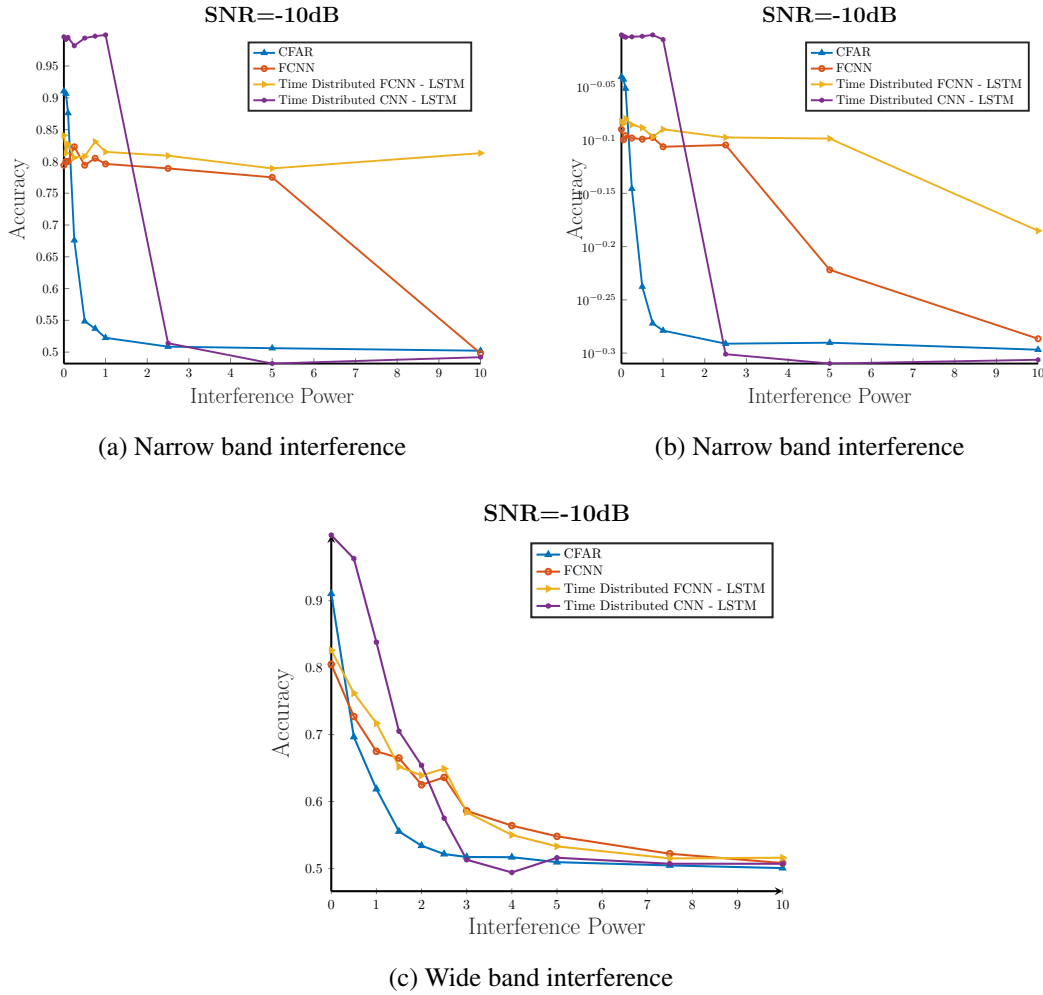 SNR=-10dB
CFAR
FCNN
Time Distributed FCNN - LSTM
Time Distributed CNN - LSTM
0.95
0.9
0.85
0.8
0.75
0.7
0.65
0.6
0.55
0.5
Accuracy
0 1 2 3 4 5 6 7 8 9 10
Interference Power
(a) Narrow band interference
SNR=-10dB
CFAR
FCNN
Time Distributed FCNN - LSTM
Time Distributed CNN - LSTM
10^−0.05
10^−0.1
10^−0.15
10^−0.2
10^−0.25
10^−0.3
Accuracy
0 1 2 3 4 5 6 7 8 9 10
Interference Power
(b) Narrow band interference
SNR=-10dB
CFAR
FCNN
Time Distributed FCNN - LSTM
Time Distributed CNN - LSTM
0.9
0.8
0.7
0.6
0.5
Accuracy
0 1 2 3 4 5 6 7 8 9 10
Interference Power
(c) Wide band interference